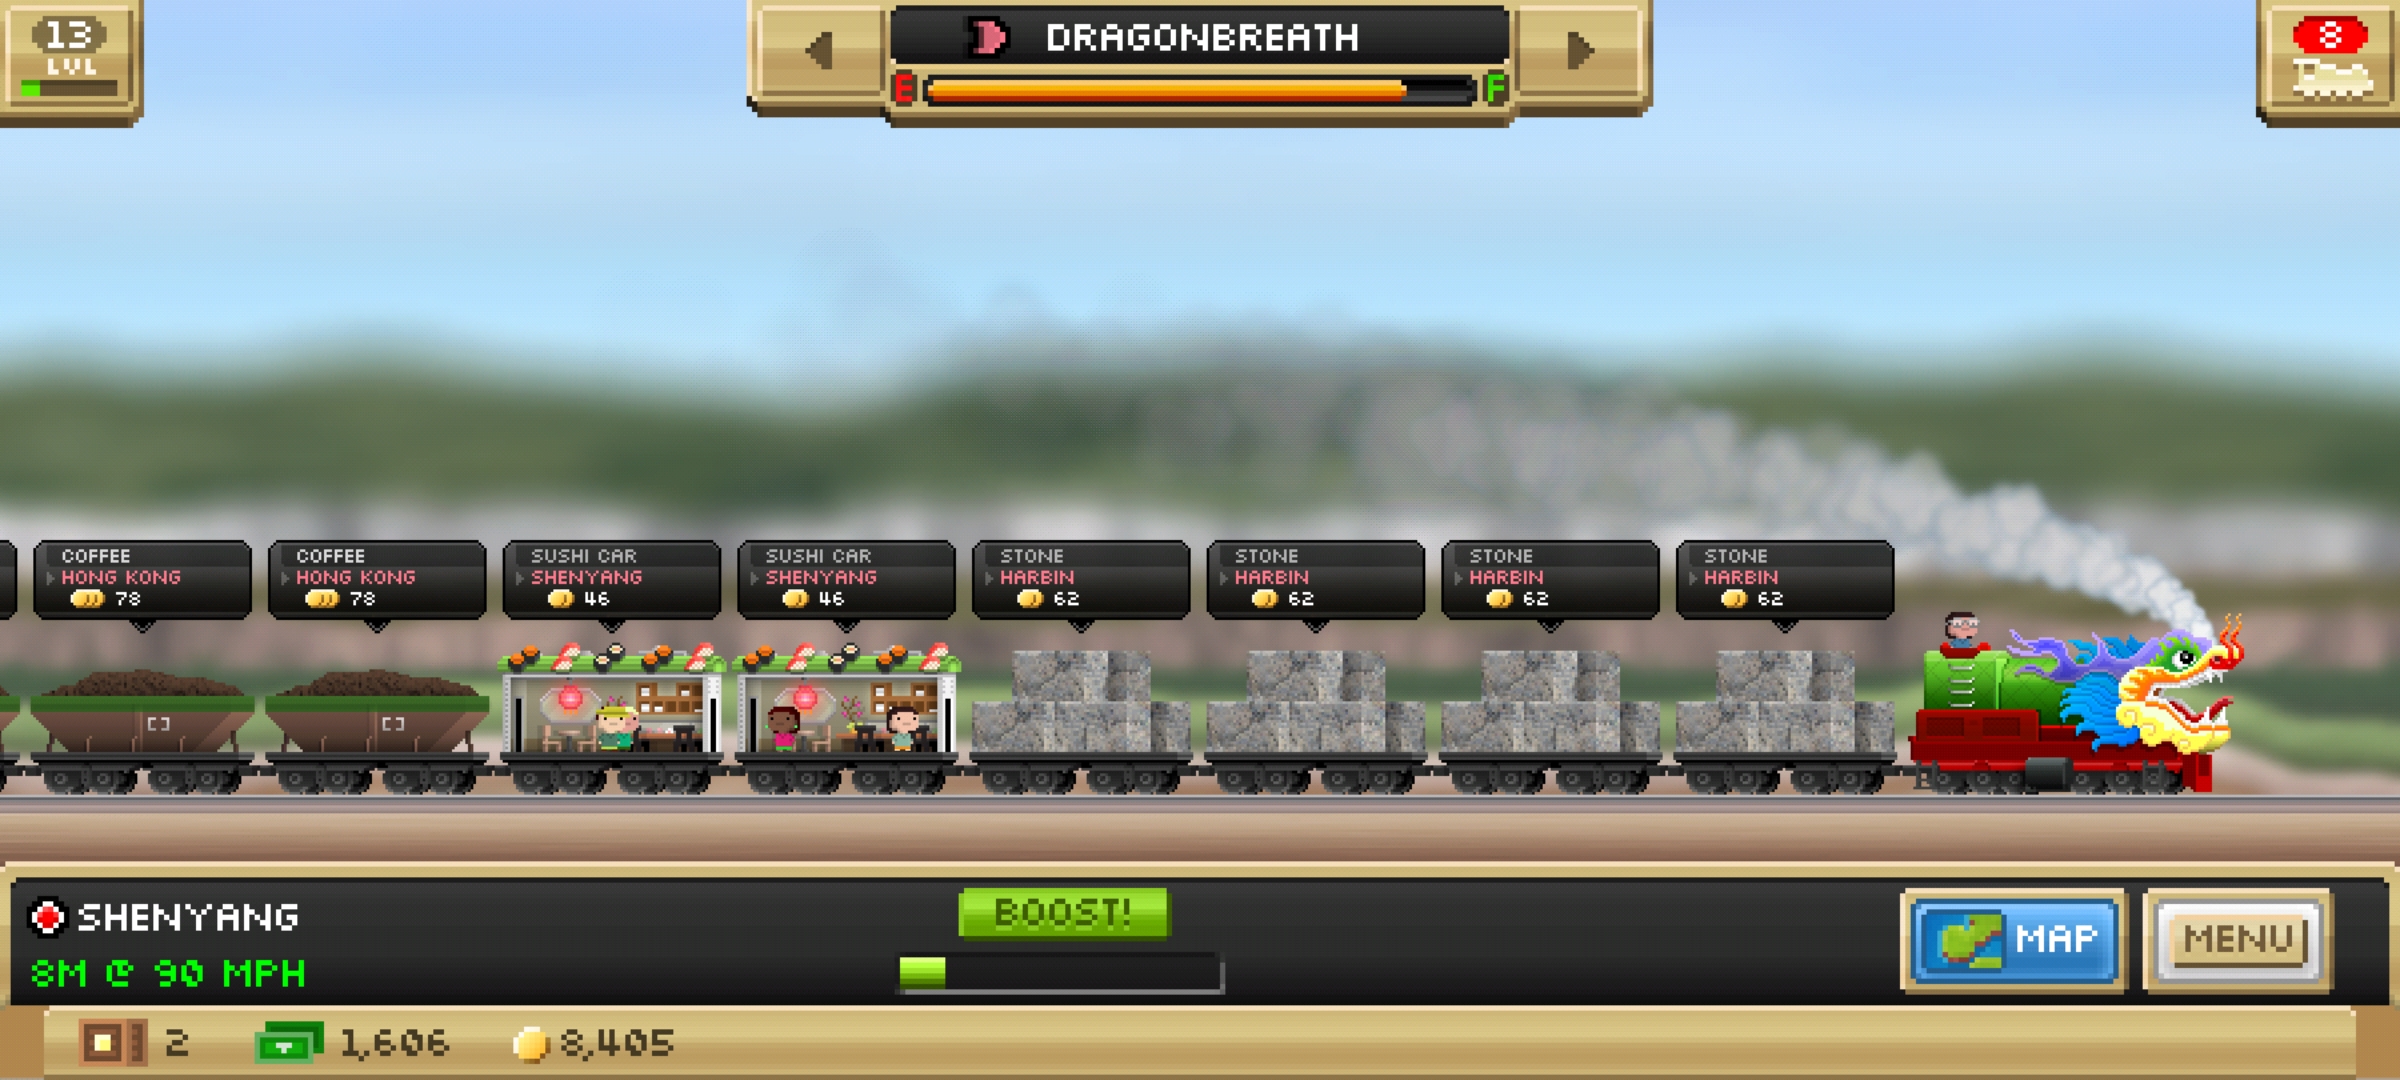 13
LVL
DRAGONBREATH
E
F
8
COFFEE
HONG KONG
78
COFFEE
HONG KONG
78
SUSHI CAR
SHENYANG
46
SUSHI CAR
SHENYANG
46
STONE
HARBIN
62
STONE
HARBIN
62
STONE
HARBIN
62
STONE
HARBIN
62
SHENYANG
8M @ 90 MPH
BOOST!
MAP
MENU
2
1,606
8,405